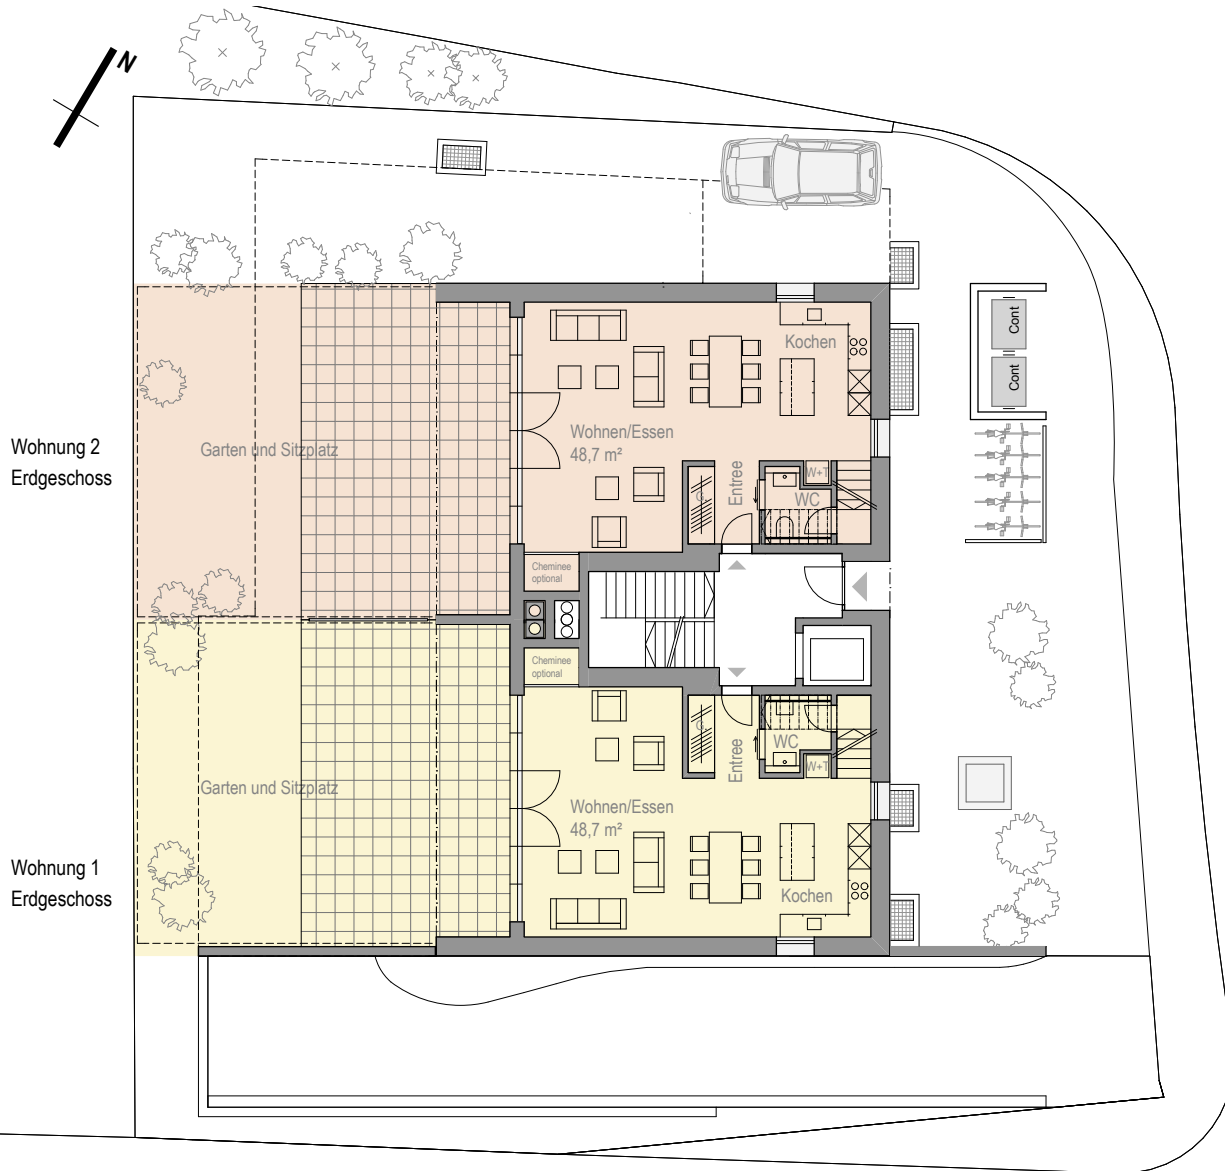 N
Cont
Cont
Kochen
Wohnung 2
Erdgeschoss
Garten und Sitzplatz
Wohnen/Essen
48,7 m²
Entree
G
W+T
WC
Cheminee
optional
Cheminee
optional
G
Entree
WC
W+T
Garten und Sitzplatz
Wohnen/Essen
48,7 m²
Wohnung 1
Erdgeschoss
Kochen